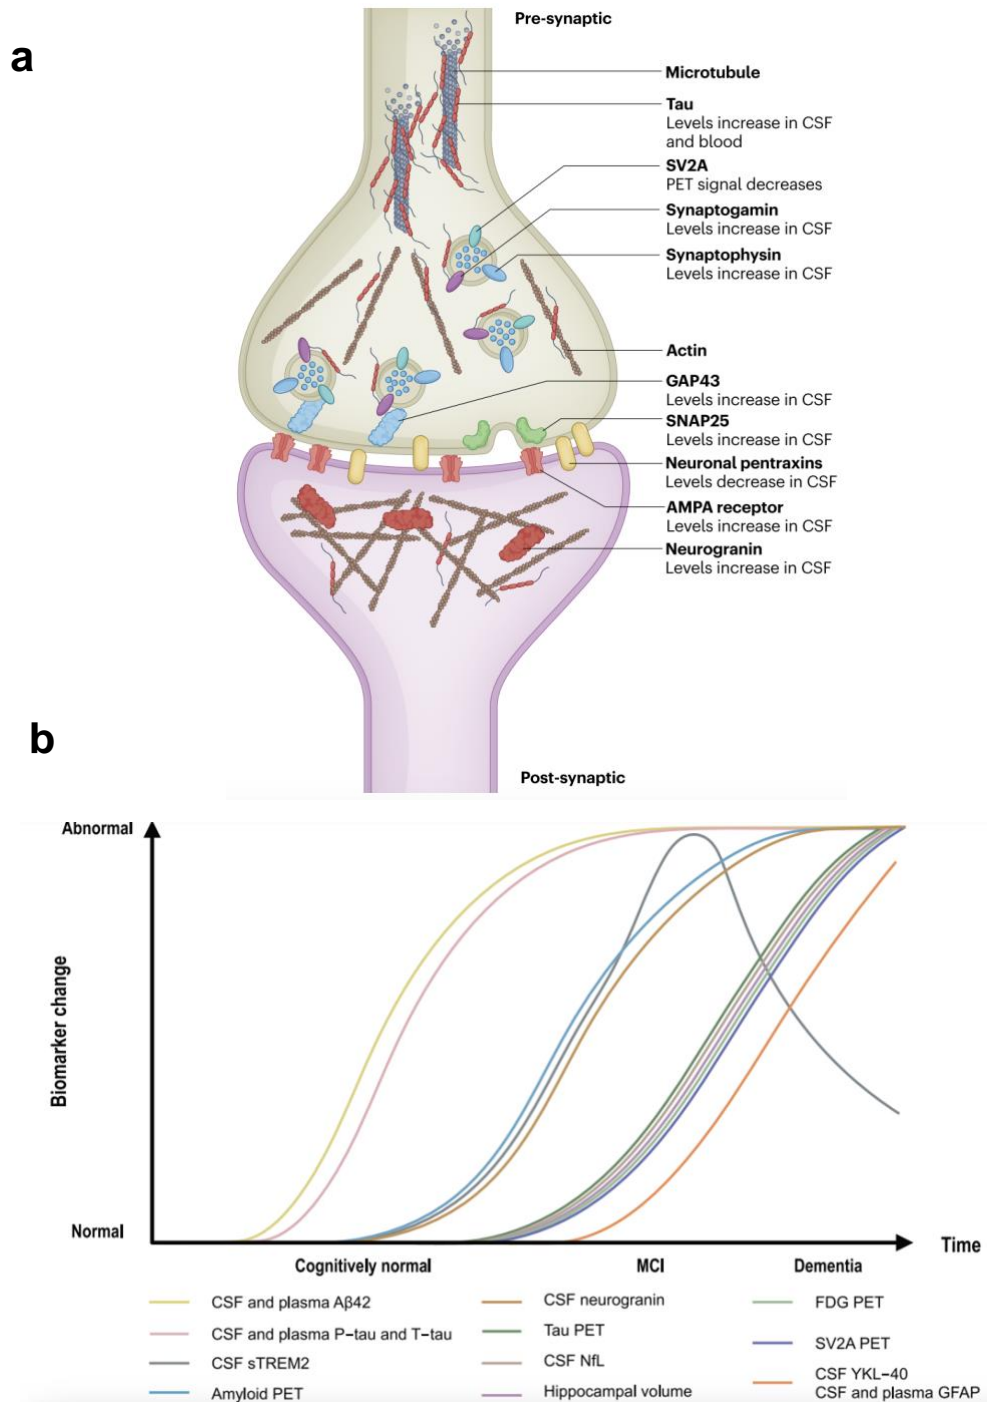 Pre-synaptic
a
Microtubule
Tau
Levels increase in CSF
and blood
SV2A
PET signal decreases
Synaptogamin
Levels increase in CSF
Synaptophysin
Levels increase in CSF
Actin
GAP43
Levels increase in CSF
SNAP25
Levels increase in CSF
Neuronal pentraxins
Levels decrease in CSF
AMPA receptor
Levels increase in CSF
Neurogranin
Levels increase in CSF
Post-synaptic
b
Abnormal
Biomarker change
Normal
Time
Cognitively normal
MCI
Dementia
CSF and plasma Aβ42
CSF and plasma P-tau and T-tau
CSF sTREM2
Amyloid PET
CSF neurogranin
Tau PET
CSF NfL
Hippocampal volume
FDG PET
SV2A PET
CSF YKL-40
CSF and plasma GFAP